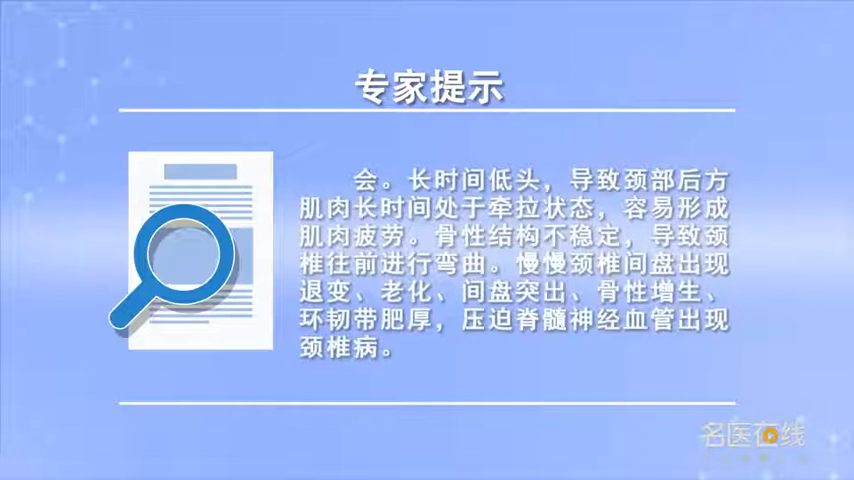 专家提示
会。长时间低头，导致颈部后方
肌肉长时间处于牵拉状态，容易形成
肌肉疲劳。骨性结构不稳定，导致颈
椎往前进行弯曲。慢慢颈椎间盘出现
退变、老化、间盘突出、骨性增生、
环韧带肥厚，压迫脊髓神经血管出现
颈椎病。
名医在线